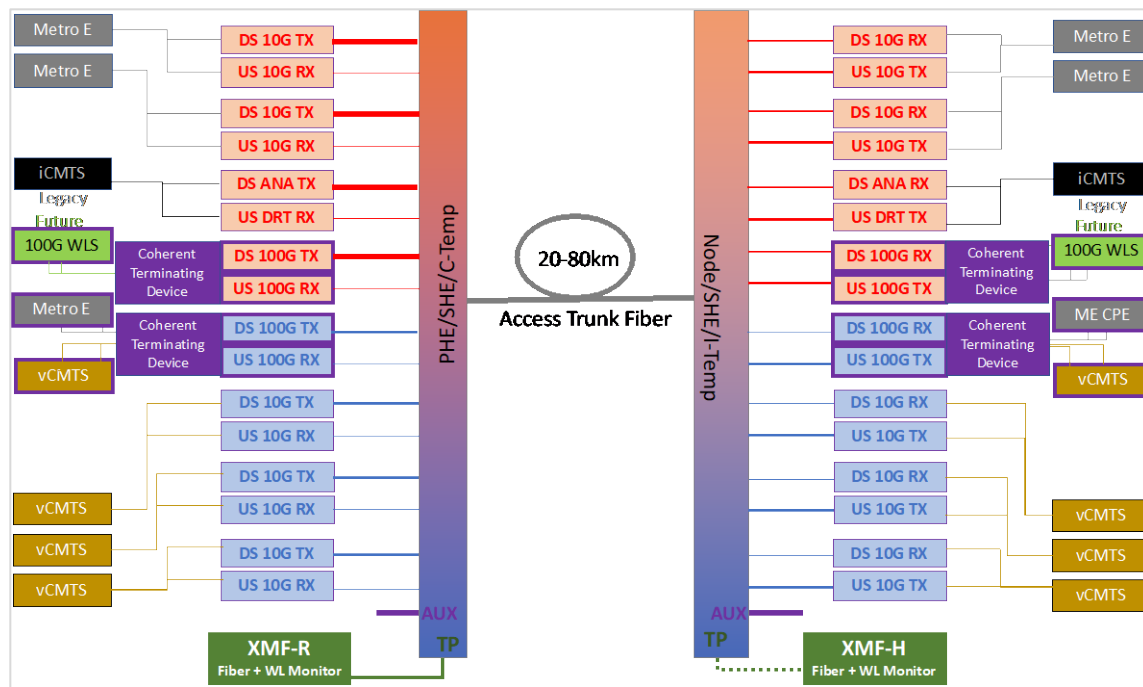 Metro E
Metro E
DS 10G TX
US 10G RX
DS 10G TX
US 10G RX
iCMTS
Legacy
Future
DS ANA TX
US DRT RX
100G WLS
Coherent
Terminating
Device
DS 100G TX
US 100G RX
Metro E
vCMTS
Coherent
Terminating
Device
DS 100G TX
US 100G RX
DS 10G TX
US 10G RX
DS 10G TX
US 10G RX
DS 10G TX
US 10G RX
vCMTS
vCMTS
vCMTS
PHE/SHE/C-Temp
AUX
TP
XMF-R
Fiber + WL Monitor
20-80km
Access Trunk Fiber
Node/SHE/I-Temp
AUX
TP
XMF-H
Fiber + WL Monitor
DS 10G RX
US 10G TX
DS 10G RX
US 10G TX
DS ANA RX
US DRT TX
DS 100G RX
US 100G TX
Coherent
Terminating
Device
DS 100G RX
US 100G TX
Coherent
Terminating
Device
DS 10G RX
US 10G TX
DS 10G RX
US 10G TX
DS 10G RX
US 10G TX
Metro E
Metro E
iCMTS
Legacy
Future
100G WLS
ME CPE
vCMTS
vCMTS
vCMTS
vCMTS